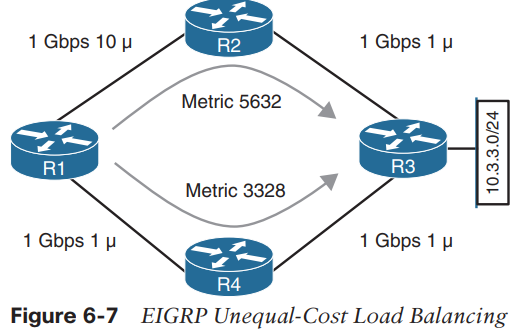 R2
1 Gbps 10 µ
1 Gbps 1 µ
Metric 5632
R1
R3
10.3.3.0/24
Metric 3328
1 Gbps 1 µ
1 Gbps 1 µ
R4
Figure 6-7 EIGRP Unequal-Cost Load Balancing